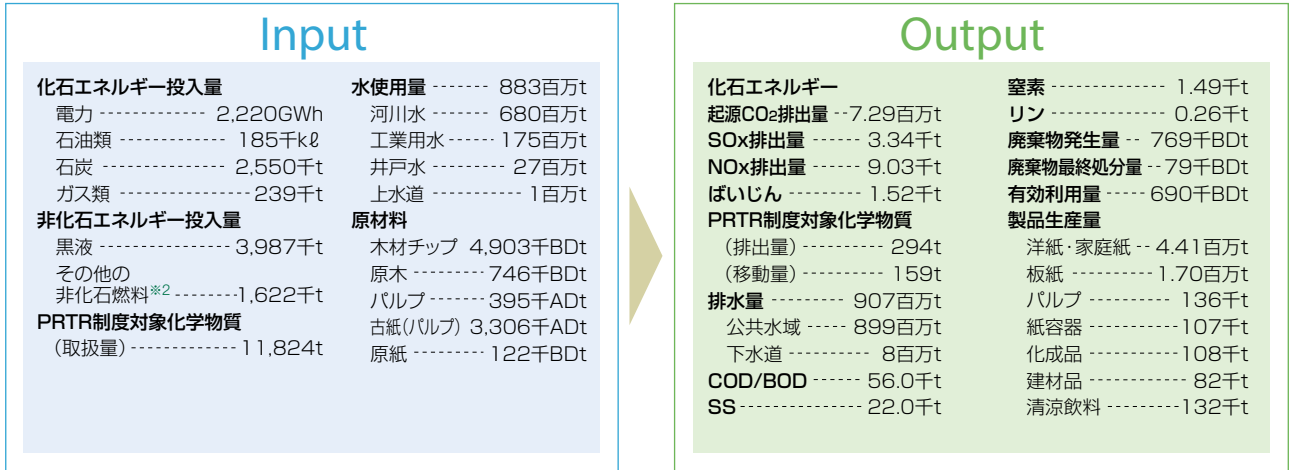 Input
化石エネルギー投入量
電力 ------------- 2,220GWh
石油類 ------------- 185千kℓ
石炭 --------------- 2,550千t
ガス類 --------------- 239千t
非化石エネルギー投入量
黒液 --------------- 3,987千t
その他の
非化石燃料※2 --------1,622千t
PRTR制度対象化学物質
（取扱量）------------ 11,824t
水使用量 ------- 883百万t
河川水 ------- 680百万t
工業用水 ----- 175百万t
井戸水 --------- 27百万t
上水道 ---------- 1百万t
原材料
木材チップ 4,903千BDt
原木 --------- 746千BDt
パルプ ------- 395千ADt
古紙(パルプ) 3,306千ADt
原紙 --------- 122千BDt
Output
化石エネルギー
起源CO2排出量 --7.29百万t
SOx排出量 ------ 3.34千t
NOx排出量 ------ 9.03千t
ばいじん --------- 1.52千t
PRTR制度対象化学物質
（排出量）---------- 294t
（移動量）---------- 159t
排水量 --------- 907百万t
公共水域 ----- 899百万t
下水道 ---------- 8百万t
COD/BOD ------ 56.0千t
SS--------------- 22.0千t
窒素 -------------- 1.49千t
リン -------------- 0.26千t
廃棄物発生量 -- 769千BDt
廃棄物最終処分量 --79千BDt
有効利用量 ----- 690千BDt
製品生産量
洋紙・家庭紙 -- 4.41百万t
板紙 ---------- 1.70百万t
パルプ ----------- 136千t
紙容器 -----------107千t
化成品 -----------108千t
建材品 ------------ 82千t
清涼飲料 ---------132千t